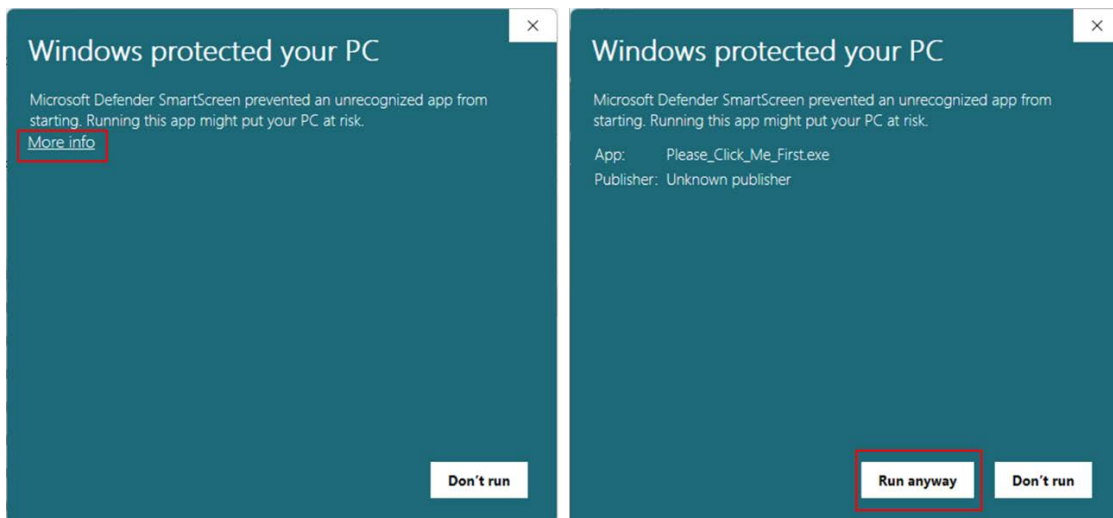 Windows protected your PC
Microsoft Defender SmartScreen prevented an unrecognized app from
starting. Running this app might put your PC at risk.
More info
Don't run
Windows protected your PC
Microsoft Defender SmartScreen prevented an unrecognized app from
starting. Running this app might put your PC at risk.
App: Please_Click_Me_First.exe
Publisher: Unknown publisher
Run anyway Don't run